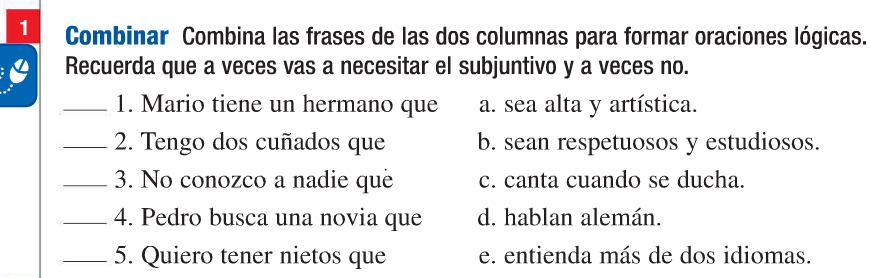 1
Combinar Combina las frases de las dos columnas para formar oraciones lógicas.
Recuerda que a veces vas a necesitar el subjuntivo y a veces no.
____ 1. Mario tiene un hermano que a. sea alta y artística.
____ 2. Tengo dos cuñados que b. sean respetuosos y estudiosos.
____ 3. No conozco a nadie que c. canta cuando se ducha.
____ 4. Pedro busca una novia que d. hablan alemán.
____ 5. Quiero tener nietos que e. entienda más de dos idiomas.